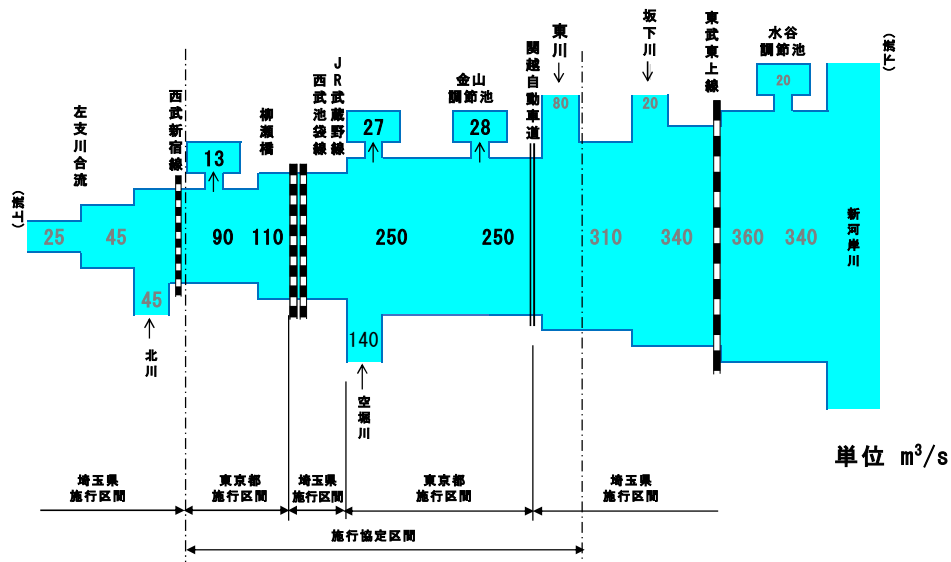 左支川合流
西武新宿線
柳瀬橋
西武池袋線
JR武蔵野線
金山
調節池
関越自動車道
東川
坂下川
東武東上線
水谷
調節池
(下流)
(上流)
13
27
28
80
20
20
25
45
45
90
110
250
250
310
340
360
340
新河岸川
140
北川
空堀川
単位 m³/s
埼玉県
施行区間
東京都
施行区間
埼玉県
施行区間
東京都
施行区間
埼玉県
施行区間
施行協定区間